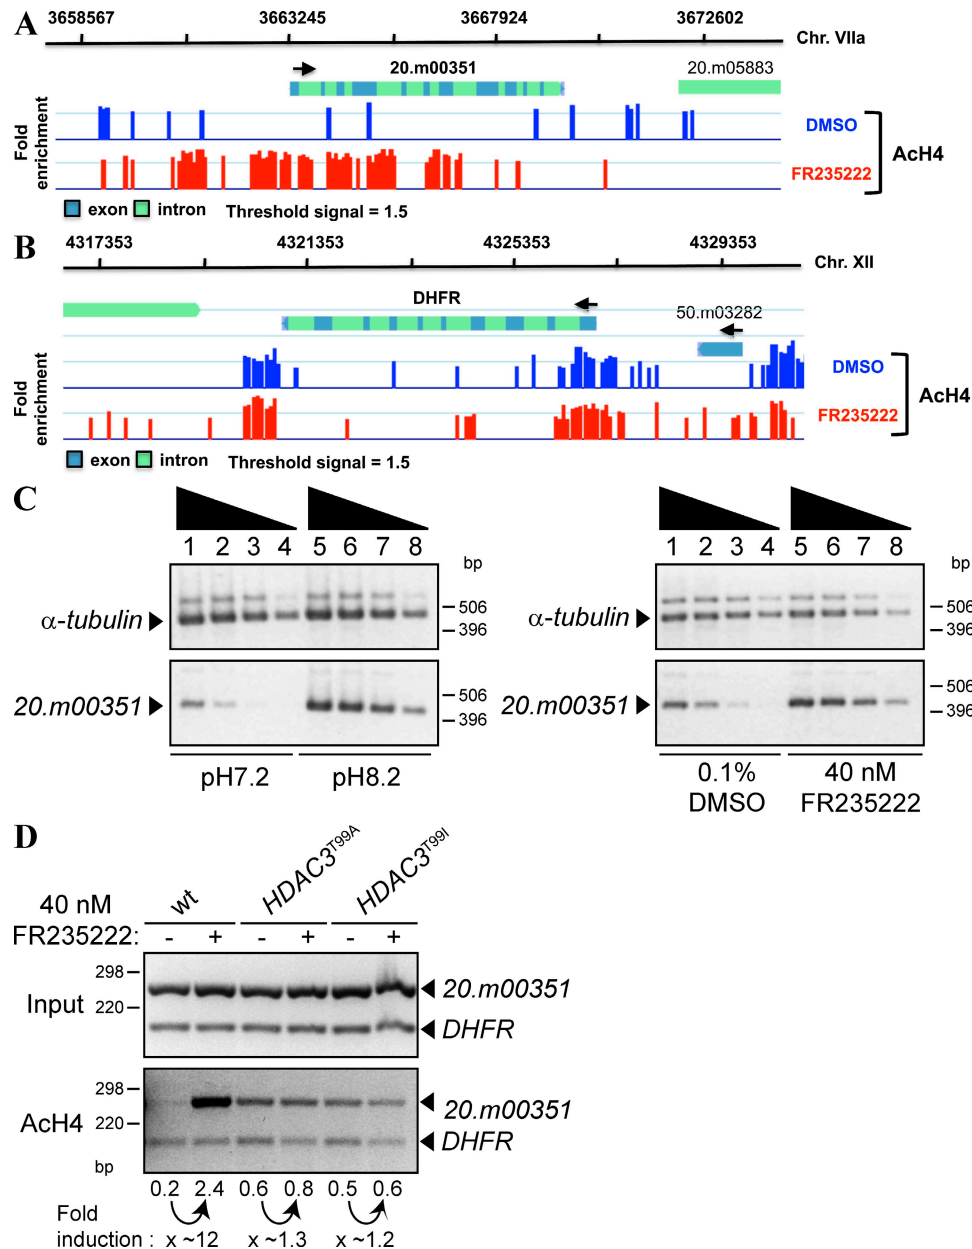 A
3658567 3663245 3667924 3672602
Chr. VIIa
20.m00351 20.m05883
Fold enrichment
DMSO
FR235222
AcH4
exon intron Threshold signal = 1.5
B
4317353 4321353 4325353 4329353
Chr. XII
DHFR
50.m03282
Fold enrichment
DMSO
FR235222
AcH4
exon intron Threshold signal = 1.5
C
1 2 3 4 5 6 7 8
bp
α-tubulin
506
396
20.m00351
506
396
pH7.2 pH8.2
1 2 3 4 5 6 7 8
bp
α-tubulin
506
396
20.m00351
506
396
0.1% DMSO
40 nM FR235222
D
40 nM FR235222:
wt HDAC3T99A HDAC3T99I
- + - + - +
Input
298
220
20.m00351
DHFR
AcH4
298
220
bp
20.m00351
DHFR
0.2 2.4 0.6 0.8 0.5 0.6
Fold induction : x ~12 x ~1.3 x ~1.2